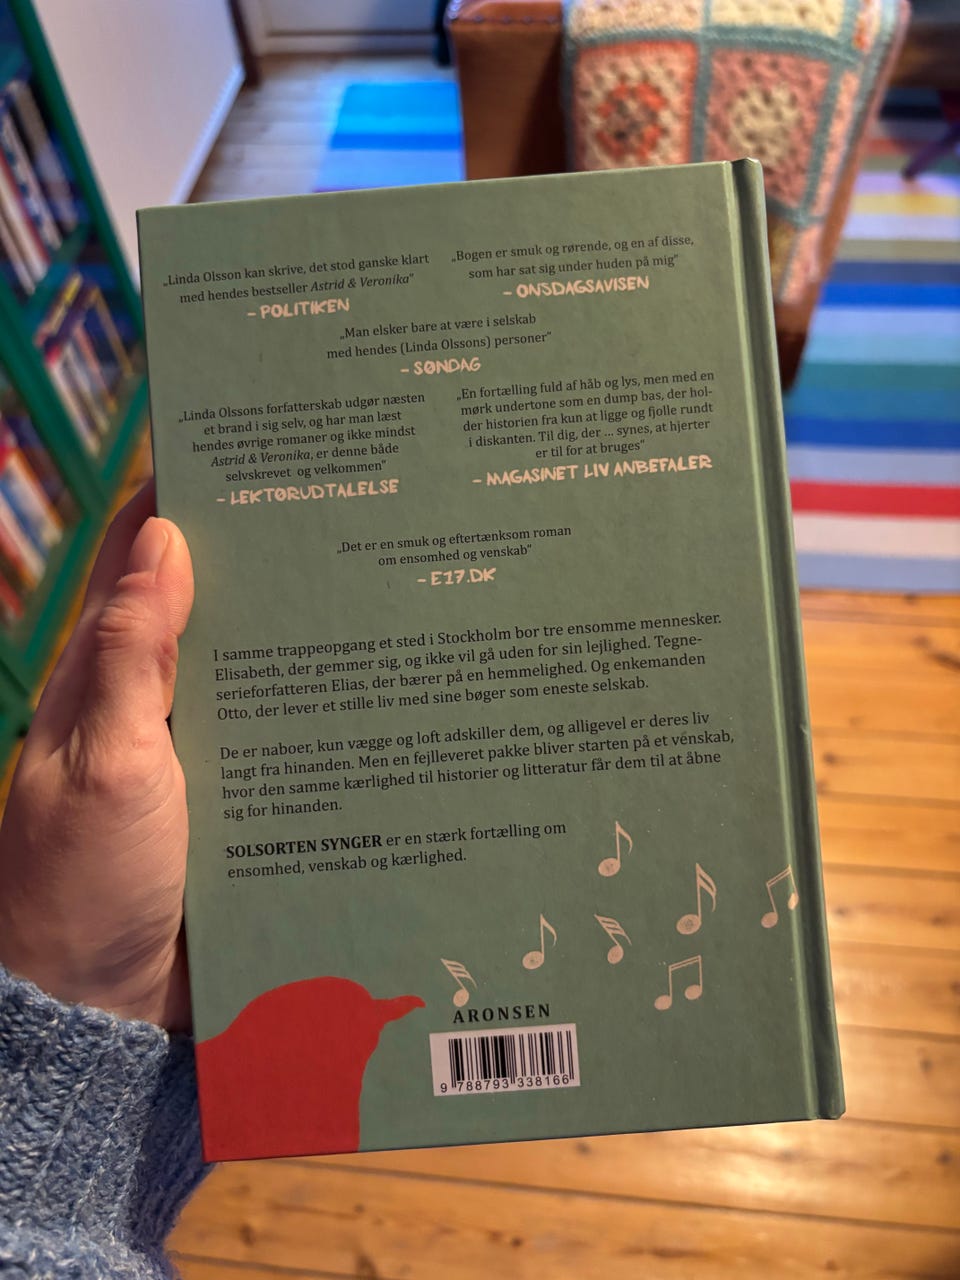 „Linda Olsson kan skrive, det stod ganske klart
med hendes bestseller Astrid & Veronika"
– POLITIKEN
„Bogen er smuk og rørende, og en af disse,
som har sat sig under huden på mig"
– ONSDAGSAVISEN
„Man elsker bare at være i selskab
med hendes (Linda Olssons) personer"
– SØNDAG
„Linda Olssons forfatterskab udgør næsten
et brand i sig selv, og har man læst
hendes øvrige romaner og ikke mindst
Astrid & Veronika, er denne både
selvskrevet og velkommen"
– LEKTØRUDTALELSE
„En fortælling fuld af håb og lys, men med en
mørk undertone som en dump bas, der hol-
der historien fra kun at ligge og fjolle rundt
i diskanten. Til dig, der ... synes, at hjerter
er til for at bruges"
– MAGASINET LIV ANBEFALER
„Det er en smuk og eftertænksom roman
om ensomhed og venskab"
– E17.DK
I samme trappeopgang et sted i Stockholm bor tre ensomme mennesker.
Elisabeth, der gemmer sig, og ikke vil gå uden for sin lejlighed. Tegne-
serieforfatteren Elias, der bærer på en hemmelighed. Og enkemanden
Otto, der lever et stille liv med sine bøger som eneste selskab.
De er naboer, kun vægge og loft adskiller dem, og alligevel er deres liv
langt fra hinanden. Men en fejlleveret pakke bliver starten på et venskab,
hvor den samme kærlighed til historier og litteratur får dem til at åbne
sig for hinanden.
SOLSORTEN SYNGER er en stærk fortælling om
ensomhed, venskab og kærlighed.
ARONSEN
9 788793 338166